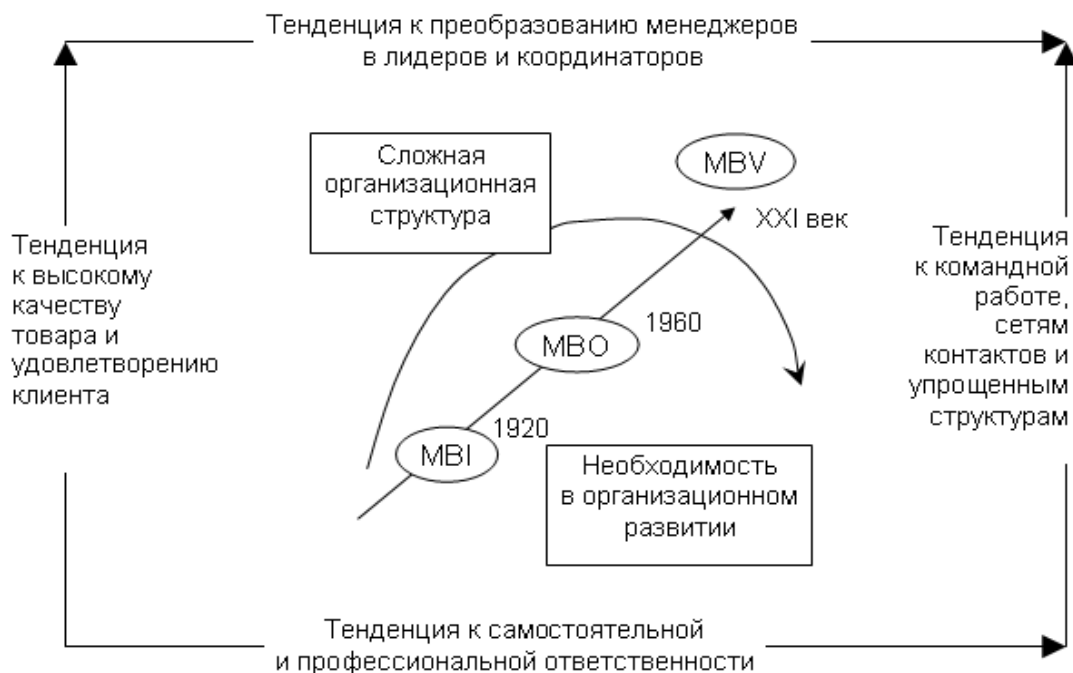 Тенденция к преобразованию менеджеров
в лидеров и координаторов
Сложная
организационная
структура
MBV
XXI век
Тенденция
к высокому
качеству
товара и
удовлетворению
клиента
Тенденция
к командной
работе,
сетям
контактов и
упрощенным
структурам
1960
MBO
1920
MBI
Необходимость
в организационном
развитии
Тенденция к самостоятельной
и профессиональной ответственности